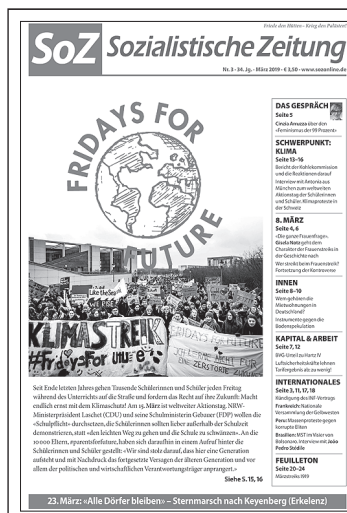 Friede den Hütten – Krieg den Palästen!
SoZ Sozialistische Zeitung
Nr. 3 • 34. Jg. • März 2019 • € 3,50 • www.sozonline.de
FRIDAYS FOR
FUTURE
KLIMASTREIK
#FridaysForFuture
FRIDAYS FOR FUTURE
Seit Ende letzten Jahres gehen Tausende Schülerinnen und Schüler jeden Freitag
während des Unterrichts auf die Straße und fordern das Recht auf ihre Zukunft: Macht
endlich ernst mit dem Klimaschutz! Am 15. März ist weltweiter Aktionstag. NRW-
Ministerpräsident Laschet (CDU) und seine Schulministerin Gebauer (FDP) wollen die
«Schulpflicht» durchsetzen, die Schülerinnen sollten lieber außerhalb der Schulzeit
demonstrieren, statt «den leichten Weg zu gehen und die Schule zu schwänzen». An die
10000 Eltern, #parentsforfuture, haben sich daraufhin in einem Aufruf hinter die
Schülerinnen und Schüler gestellt: «Wir sind stolz darauf, dass hier eine Generation
aufsteht und mit Nachdruck das fortgesetzte Versagen der älteren Generation und vor
allem der politischen und wirtschaftlichen Verantwortungsträger anprangert.»
Siehe S. 5, 15, 16
DAS GESPRÄCH
Seite 5
Cinzia Arruzza über den
«Feminismus der 99 Prozent»
SCHWERPUNKT:
KLIMA
Seite 13–16
Bericht der Kohlekommission
und die Reaktionen darauf
Interview mit Antonia aus
München zum weltweiten
Aktionstag der Schülerinnen
und Schüler, Klimaproteste in
der Schweiz
8. MÄRZ
Seite 4, 6
«Die ganze Frauenfrage».
Gisela Notz geht dem
Charakter der Frauenstreiks in
der Geschichte nach
Wer streikt beim Frauenstreik?
Fortsetzung der Kontroverse
INNEN
Seite 8–10
Wem gehören die
Mietwohnungen in
Deutschland?
Instrumente gegen die
Bodenspekulation
KAPITAL & ARBEIT
Seite 7, 12
BVG-Urteil zu Hartz IV
Luftsicherheitskräfte lehnen
Tarifergebnis als zu wenig!
INTERNATIONALES
Seite 3, 11, 17, 18
Kündigung des INF-Vertrags
Frankreich: Nationale
Versammlung der Gelbwesten
Peru: Massenproteste gegen
korrupte Eliten
Brasilien: MST im Visier von
Bolsonaro. Interview mit João
Pedro Stédile
FEUILLETON
Seite 20–24
Märzstreiks 1919
23. März: «Alle Dörfer bleiben» – Sternmarsch nach Keyenberg (Erkelenz)